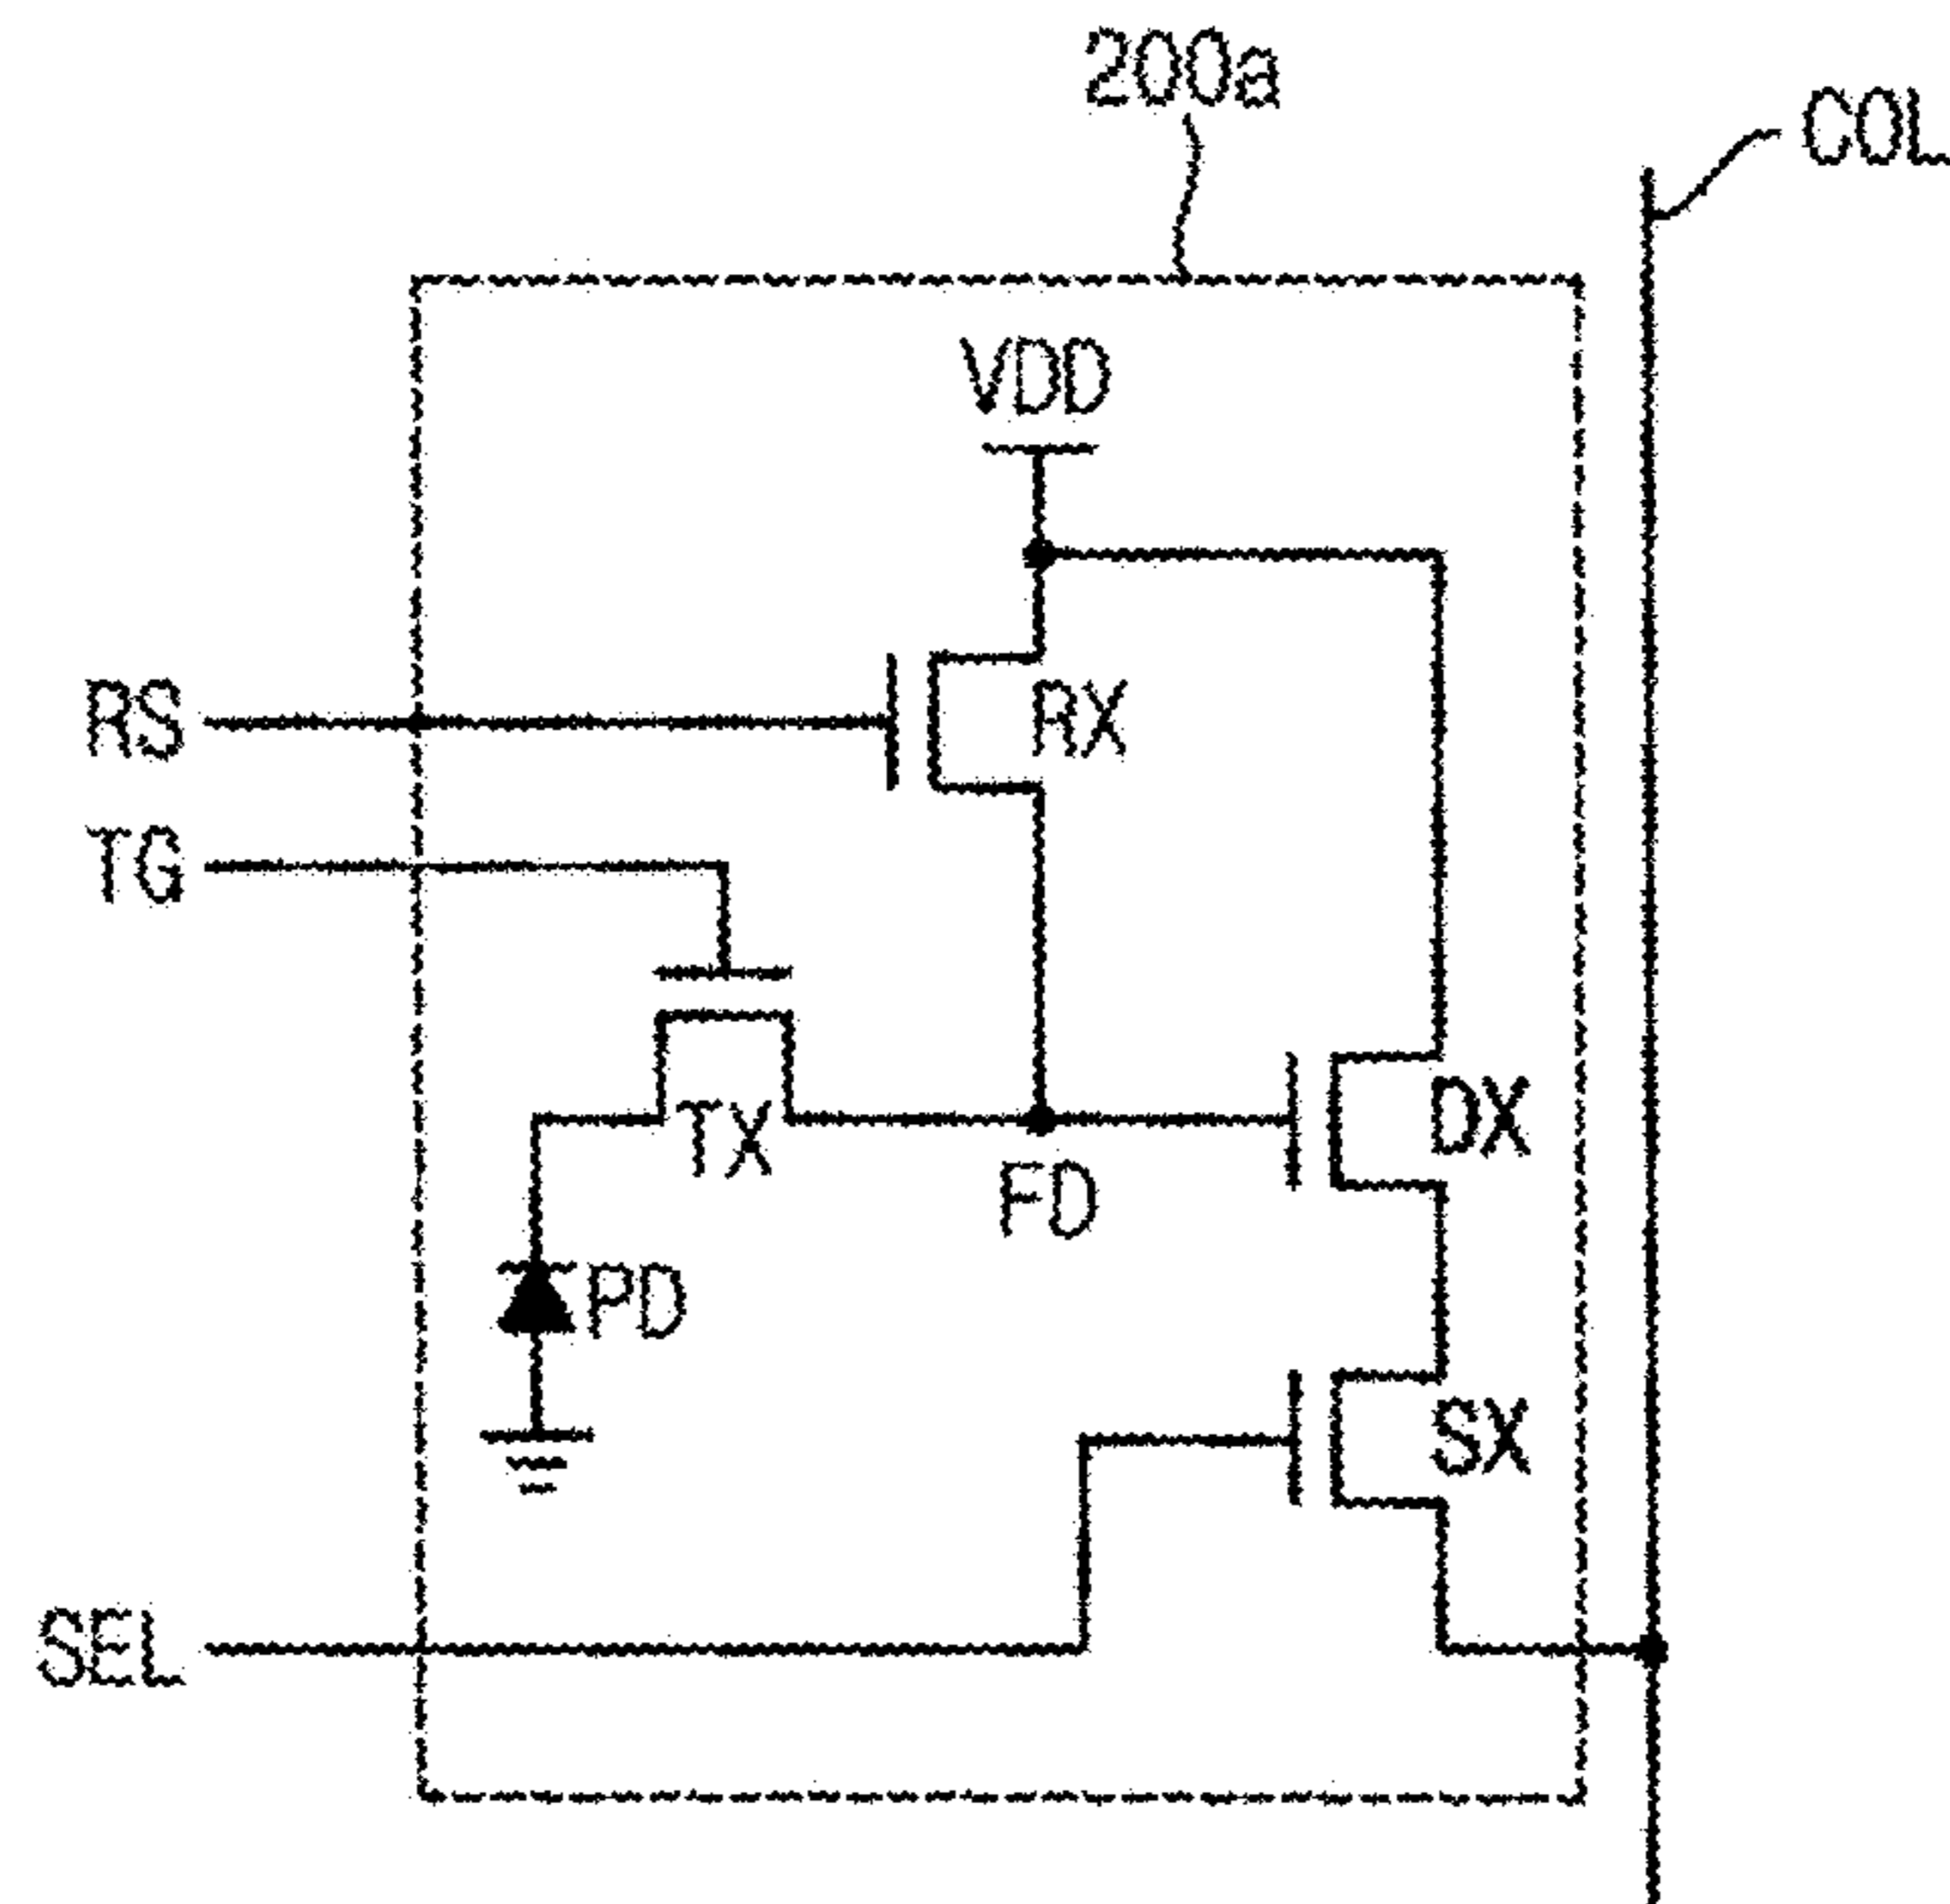 200a
COL
VDD
RS
RX
TG
TX
DX
FD
PD
SX
SEL